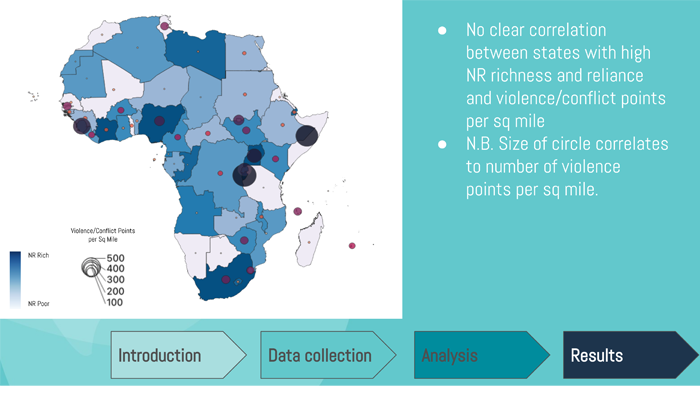 ● No clear correlation
between states with high
NR richness and reliance
and violence/conflict points
per sq mile
● N.B. Size of circle correlates
to number of violence
points per sq mile.
Violence/Conflict Points
per Sq Mile
NR Rich
NR Poor
500
400
300
200
100
Introduction
Data collection
Analysis
Results